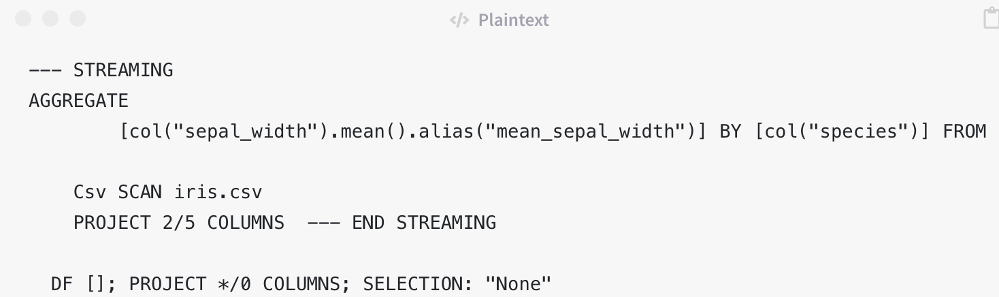 </> Plaintext
--- STREAMING
AGGREGATE
[col("sepal_width").mean().alias("mean_sepal_width")] BY [col("species")] FROM
Csv SCAN iris.csv
PROJECT 2/5 COLUMNS  --- END STREAMING
DF []; PROJECT */0 COLUMNS; SELECTION: "None"